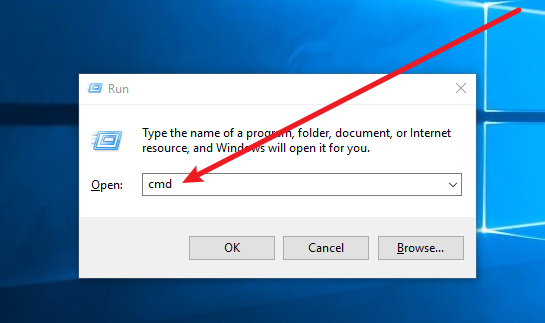 Run
Type the name of a program, folder, document, or Internet
resource, and Windows will open it for you.
Open:
cmd
OK
Cancel
Browse...